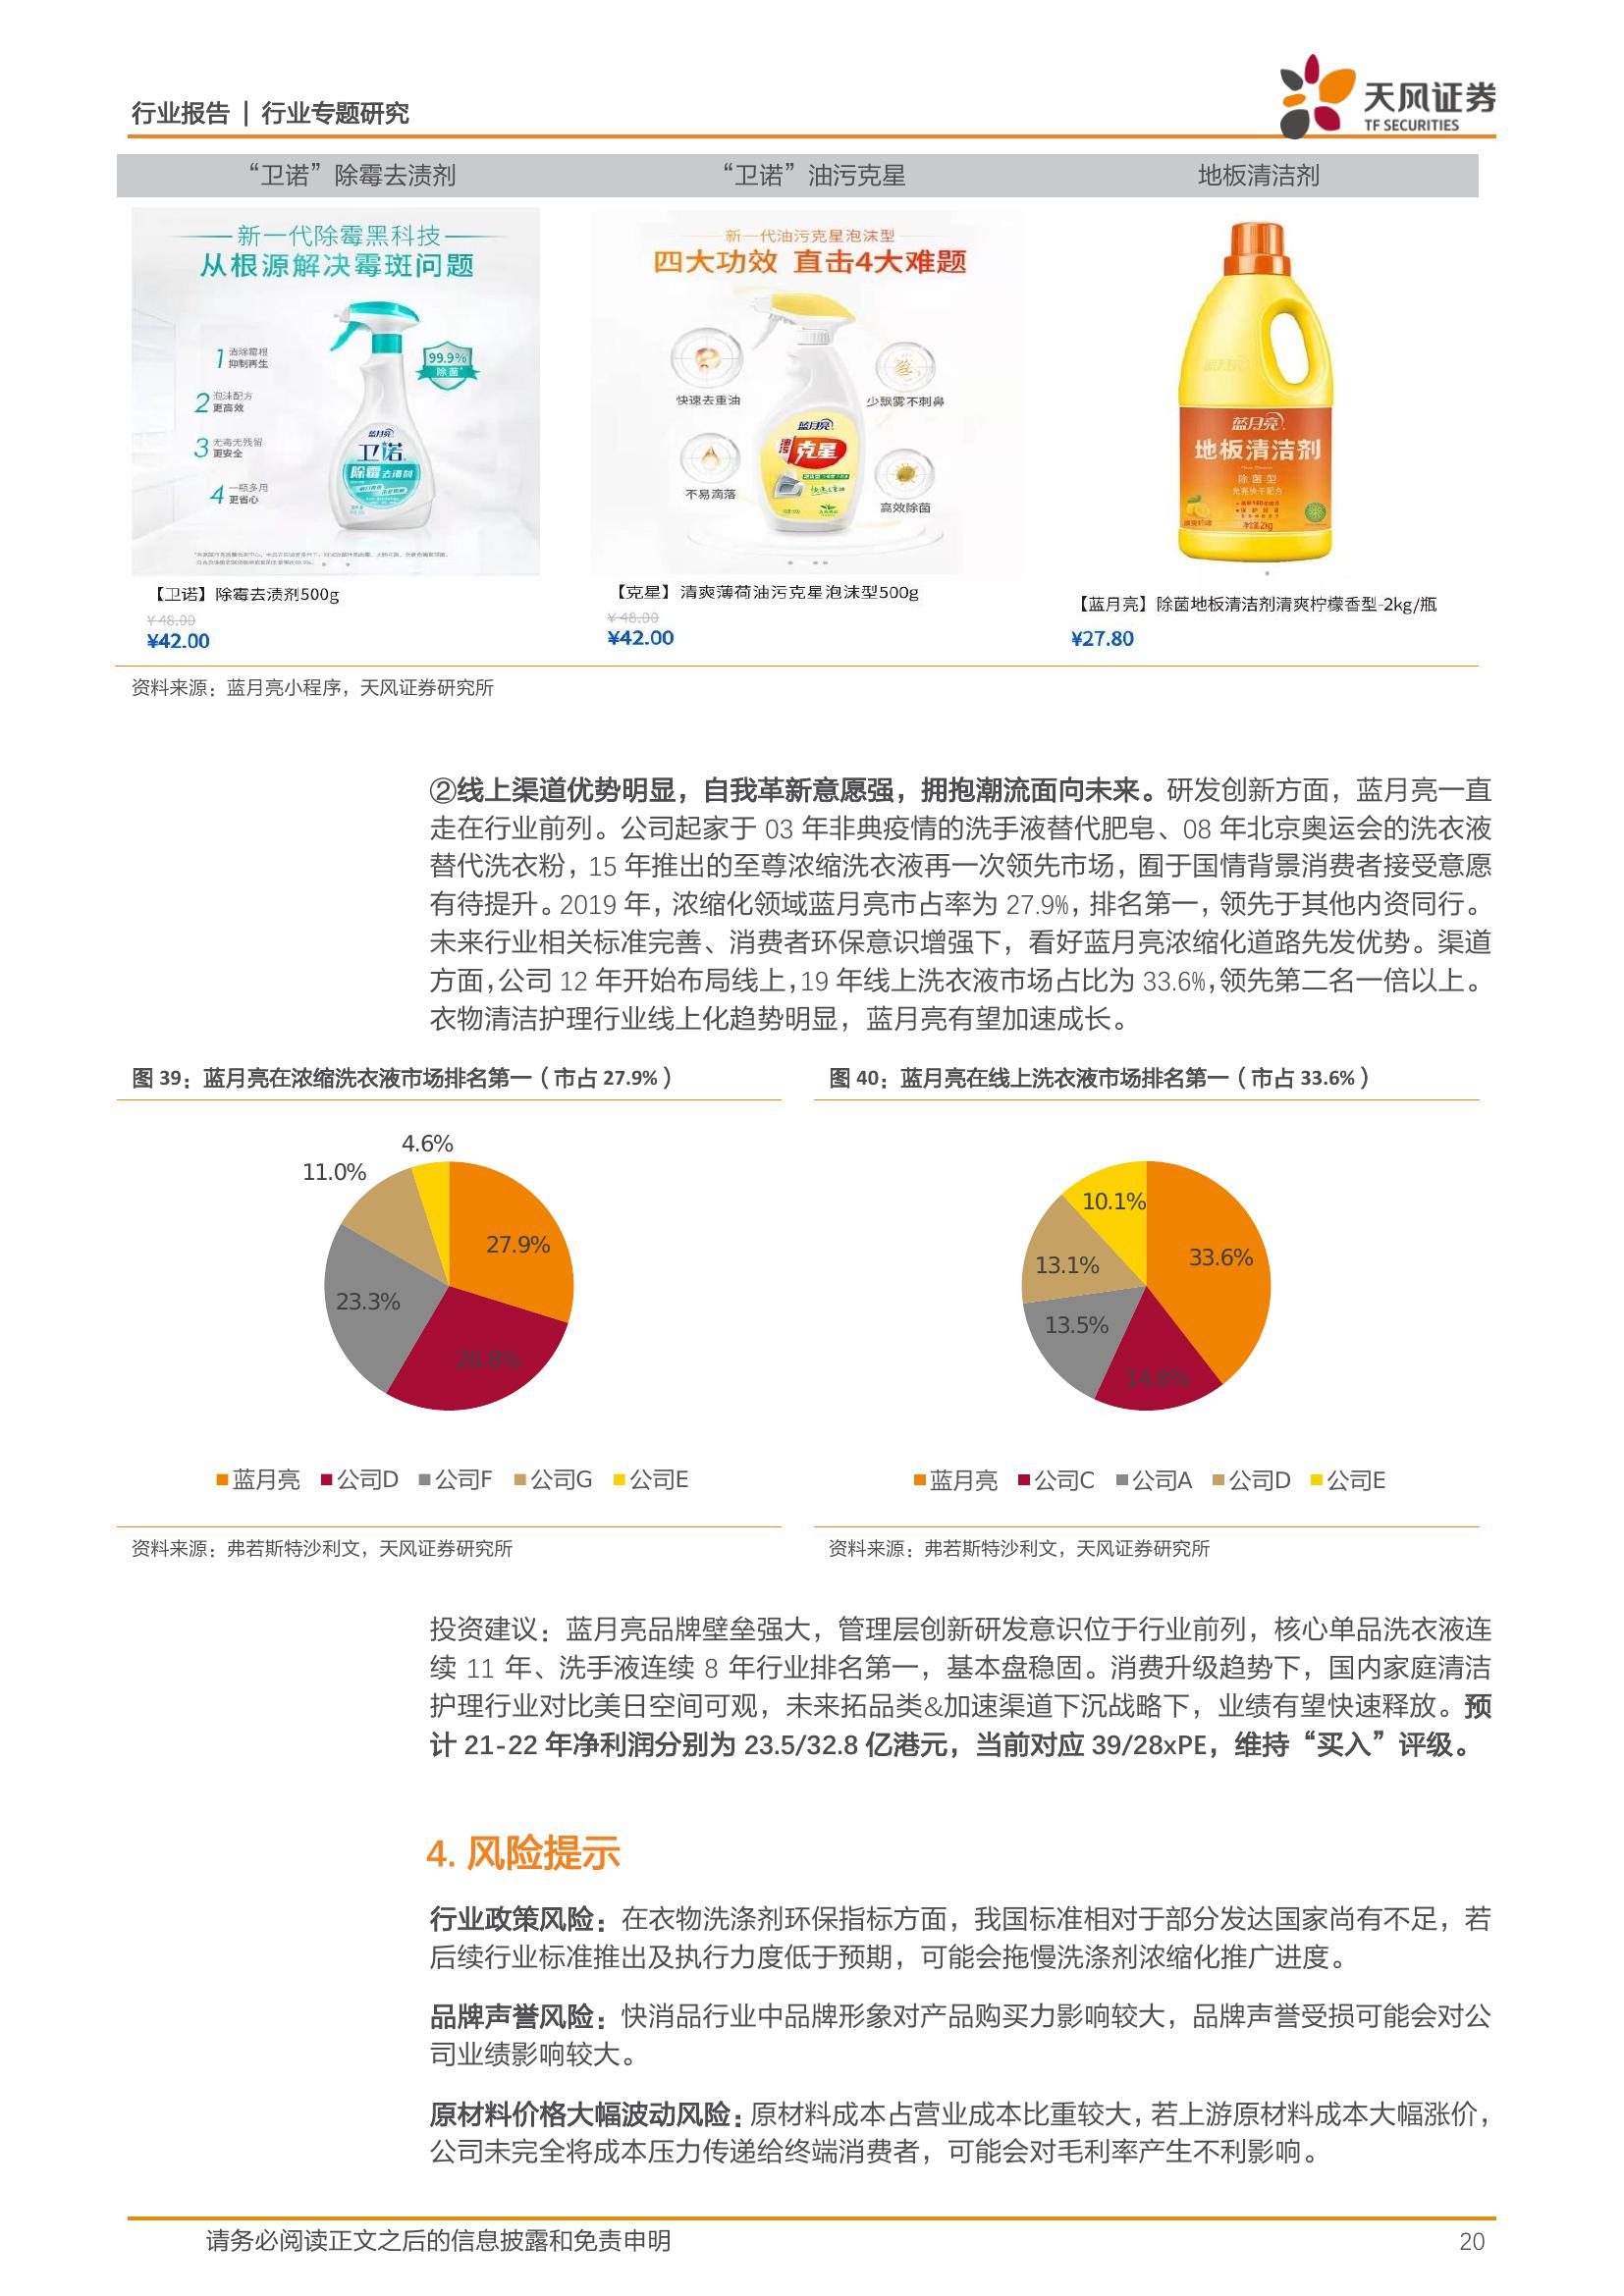 行业报告 | 行业专题研究
天风证券
TF SECURITIES
“卫诺”除霉去渍剂 “卫诺”油污克星 地板清洁剂
新一代除霉黑科技
从根源解决霉斑问题
1 清除霉根
抑制再生
2 泡沫配方
更高效
3 无毒无残留
更安全
4 一瓶多用
更省心
99.9%
除菌
蓝月亮
卫诺
除霉去渍剂
新一代油污克星泡沫型
四大功效 直击4大难题
快速去重油
少飘雾不刺鼻
不易滴落
高效除菌
蓝月亮
油污
克星
蓝月亮
地板清洁剂
除菌型
净含量2kg
【卫诺】除霉去渍剂500g
¥48.00
¥42.00
【克星】清爽薄荷油污克星泡沫型500g
¥48.00
¥42.00
【蓝月亮】除菌地板清洁剂清爽柠檬香型-2kg/瓶
¥27.80
资料来源：蓝月亮小程序，天风证券研究所
②线上渠道优势明显，自我革新意愿强，拥抱潮流面向未来。研发创新方面，蓝月亮一直
走在行业前列。公司起家于 03 年非典疫情的洗手液替代肥皂、08 年北京奥运会的洗衣液
替代洗衣粉，15 年推出的至尊浓缩洗衣液再一次领先市场，囿于国情背景消费者接受意愿
有待提升。2019 年，浓缩化领域蓝月亮市占率为 27.9%，排名第一，领先于其他内资同行。
未来行业相关标准完善、消费者环保意识增强下，看好蓝月亮浓缩化道路先发优势。渠道
方面，公司 12 年开始布局线上，19 年线上洗衣液市场占比为 33.6%，领先第二名一倍以上。
衣物清洁护理行业线上化趋势明显，蓝月亮有望加速成长。
图 39：蓝月亮在浓缩洗衣液市场排名第一（市占 27.9%）
4.6%
11.0%
27.9%
23.3%
26.8%
蓝月亮 公司D 公司F 公司G 公司E
资料来源：弗若斯特沙利文，天风证券研究所
图 40：蓝月亮在线上洗衣液市场排名第一（市占 33.6%）
10.1%
33.6%
13.1%
13.5%
14.8%
蓝月亮 公司C 公司A 公司D 公司E
资料来源：弗若斯特沙利文，天风证券研究所
投资建议：蓝月亮品牌壁垒强大，管理层创新研发意识位于行业前列，核心单品洗衣液连
续 11 年、洗手液连续 8 年行业排名第一，基本盘稳固。消费升级趋势下，国内家庭清洁
护理行业对比美日空间可观，未来拓品类&加速渠道下沉战略下，业绩有望快速释放。预
计 21-22 年净利润分别为 23.5/32.8 亿港元，当前对应 39/28xPE，维持“买入”评级。
4. 风险提示
行业政策风险：在衣物洗涤剂环保指标方面，我国标准相对于部分发达国家尚有不足，若
后续行业标准推出及执行力度低于预期，可能会拖慢洗涤剂浓缩化推广进度。
品牌声誉风险：快消品行业中品牌形象对产品购买力影响较大，品牌声誉受损可能会对公
司业绩影响较大。
原材料价格大幅波动风险：原材料成本占营业成本比重较大，若上游原材料成本大幅涨价，
公司未完全将成本压力传递给终端消费者，可能会对毛利率产生不利影响。
请务必阅读正文之后的信息披露和免责申明
20